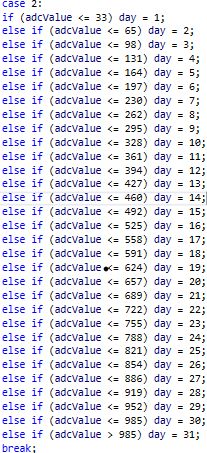 case 2:
if (adcValue <= 33) day = 1;
else if (adcValue <= 65) day = 2;
else if (adcValue <= 98) day = 3;
else if (adcValue <= 131) day = 4;
else if (adcValue <= 164) day = 5;
else if (adcValue <= 197) day = 6;
else if (adcValue <= 230) day = 7;
else if (adcValue <= 262) day = 8;
else if (adcValue <= 295) day = 9;
else if (adcValue <= 328) day = 10;
else if (adcValue <= 361) day = 11;
else if (adcValue <= 394) day = 12;
else if (adcValue <= 427) day = 13;
else if (adcValue <= 460) day = 14;
else if (adcValue <= 492) day = 15;
else if (adcValue <= 525) day = 16;
else if (adcValue <= 558) day = 17;
else if (adcValue <= 591) day = 18;
else if (adcValue <= 624) day = 19;
else if (adcValue <= 657) day = 20;
else if (adcValue <= 689) day = 21;
else if (adcValue <= 722) day = 22;
else if (adcValue <= 755) day = 23;
else if (adcValue <= 788) day = 24;
else if (adcValue <= 821) day = 25;
else if (adcValue <= 854) day = 26;
else if (adcValue <= 886) day = 27;
else if (adcValue <= 919) day = 28;
else if (adcValue <= 952) day = 29;
else if (adcValue <= 985) day = 30;
else if (adcValue > 985) day = 31;
break;